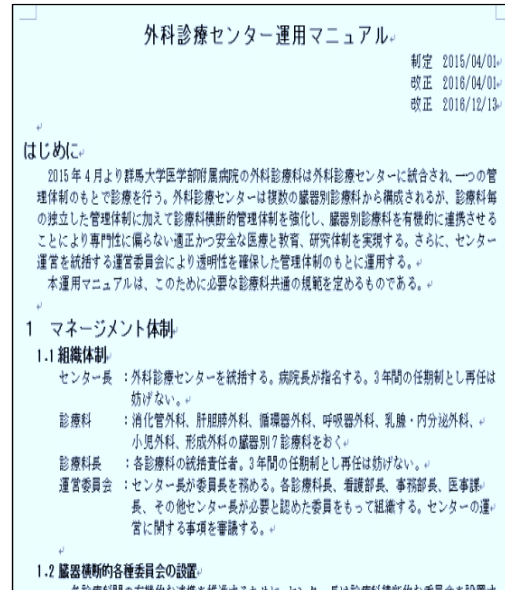 外科診療センター運用マニュアル
制定 2015/04/01
改正 2016/04/01
改正 2016/12/13
はじめに
2015年4月より群馬大学医学部附属病院の外科診療科は外科診療センターに統合され、一つの管
理体制のもとで診療を行う。外科診療センターは複数の臓器別診療科から構成されるが、診療科毎
の独立した管理体制に加えて診療科横断的管理体制を強化し、臓器別診療科を有機的に連携させる
ことにより専門性に偏らない適正かつ安全な医療と教育、研究体制を実現する。さらに、センター
運営を統括する運営委員会により透明性を確保した管理体制のもとに運用する。
本運用マニュアルは、このために必要な診療科共通の規範を定めるものである。
1 マネージメント体制
1.1 組織体制
センター長 :外科診療センターを統括する。病院長が指名する。3年間の任期制とし再任は
妨げない。
診療科 :消化管外科、肝胆膵外科、循環器外科、呼吸器外科、乳腺・内分泌外科、
小児外科、形成外科の臓器別7診療科をおく
診療科長 :各診療科の統括責任者。3年間の任期制とし再任は妨げない。
運営委員会 :センター長が委員長を務める。各診療科長、看護部長、事務部長、医事課
長、その他センター長が必要と認めた委員をもって組織する。センターの運
営に関する事項を審議する。
1.2 臓器横断的各種委員会の設置